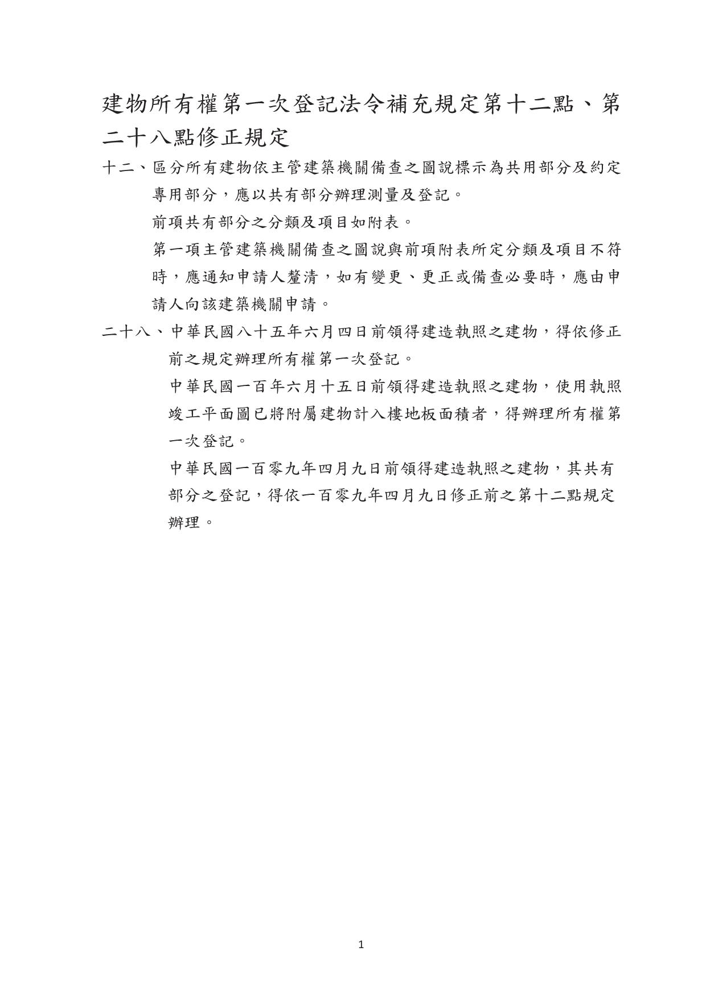 建物所有權第一次登記法令補充規定第十二點、第
二十八點修正規定
十二、區分所有建物依主管建築機關備查之圖說標示為共用部分及約定
專用部分，應以共有部分辦理測量及登記。
前項共有部分之分類及項目如附表。
第一項主管建築機關備查之圖說與前項附表所定分類及項目不符
時，應通知申請人釐清，如有變更、更正或備查必要時，應由申
請人向該建築機關申請。
二十八、中華民國八十五年六月四日前領得建造執照之建物，得依修正
前之規定辦理所有權第一次登記。
中華民國一百年六月十五日前領得建造執照之建物，使用執照
竣工平面圖已將附屬建物計入樓地板面積者，得辦理所有權第
一次登記。
中華民國一百零九年四月九日前領得建造執照之建物，其共有
部分之登記，得依一百零九年四月九日修正前之第十二點規定
辦理。
1